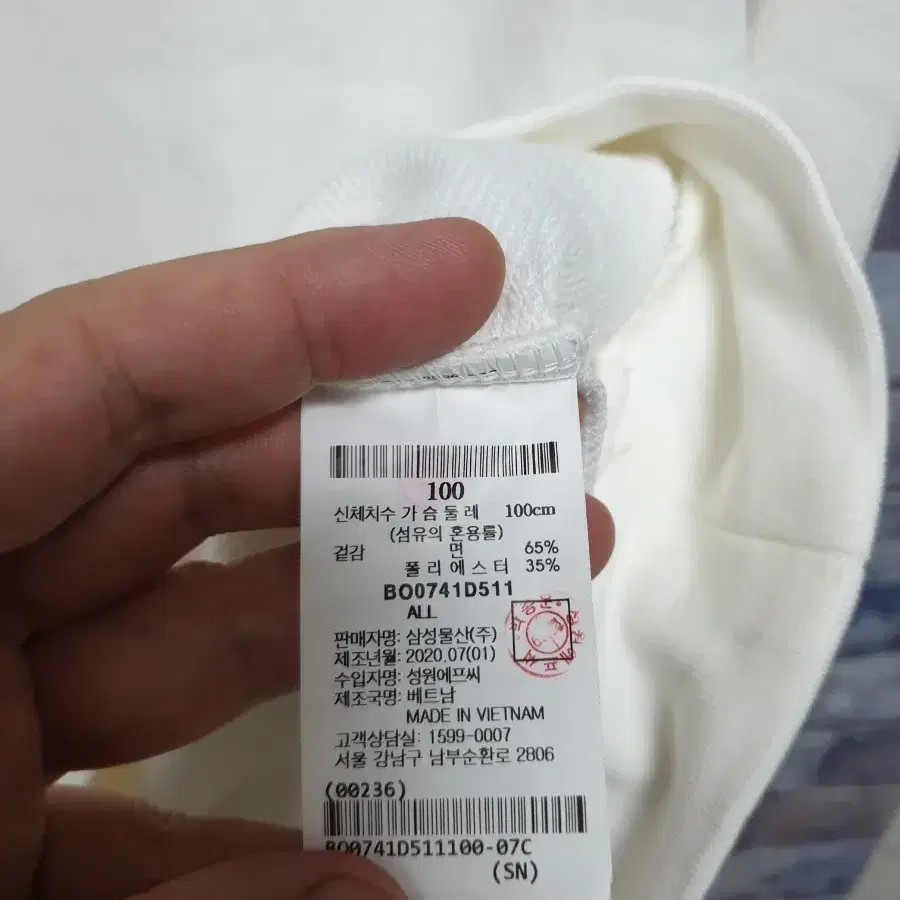 100
신체치수 가 슴 둘 레 100cm
(섬유의 혼용률)
겉감 면 65%
폴 리 에 스 터 35%
BO0741D511
ALL
판매자명: 삼성물산(주)
제조년월: 2020.07(01)
수입자명: 성원에프씨
제조국명: 베트남
MADE IN VIETNAM
고객상담실: 1599-0007
서울 강남구 남부순환로 2806
(00236)
BO0741D511100-07C
(SN)